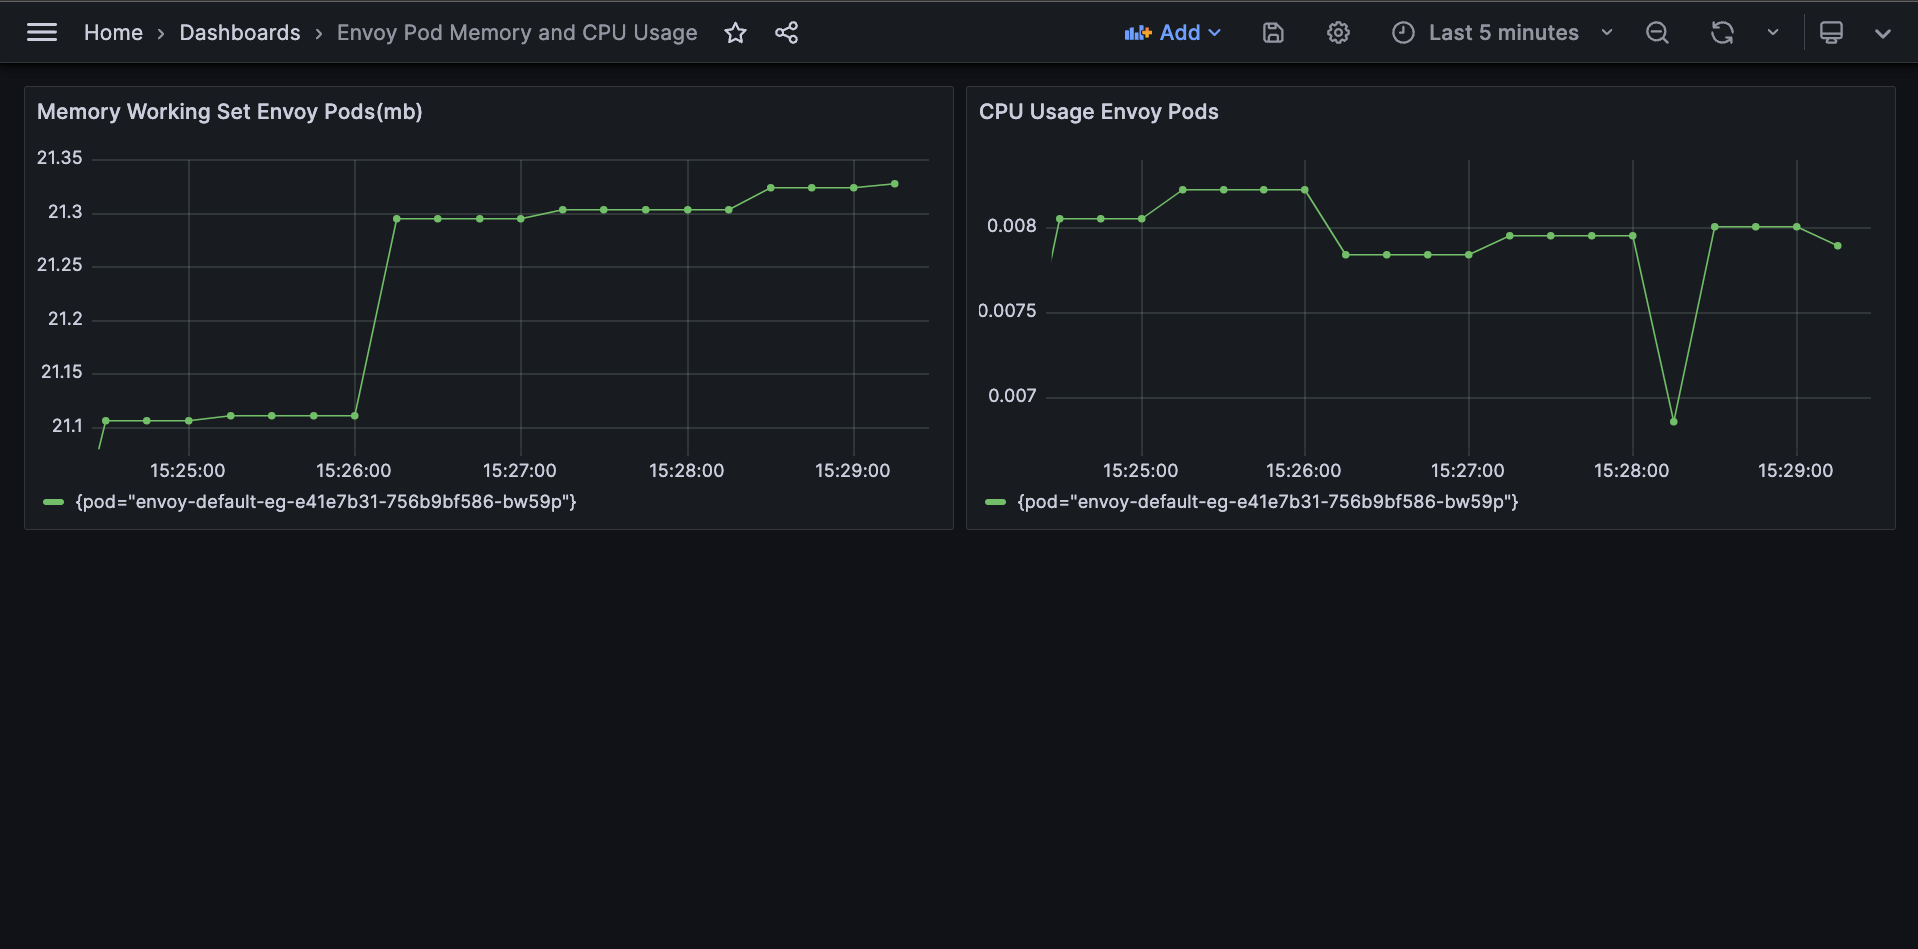 Home › Dashboards › Envoy Pod Memory and CPU Usage
Add
Last 5 minutes
Memory Working Set Envoy Pods(mb)
21.35
21.3
21.25
21.2
21.15
21.1
15:25:00 15:26:00 15:27:00 15:28:00 15:29:00
{pod="envoy-default-eg-e41e7b31-756b9bf586-bw59p"}
CPU Usage Envoy Pods
0.008
0.0075
0.007
15:25:00 15:26:00 15:27:00 15:28:00 15:29:00
{pod="envoy-default-eg-e41e7b31-756b9bf586-bw59p"}